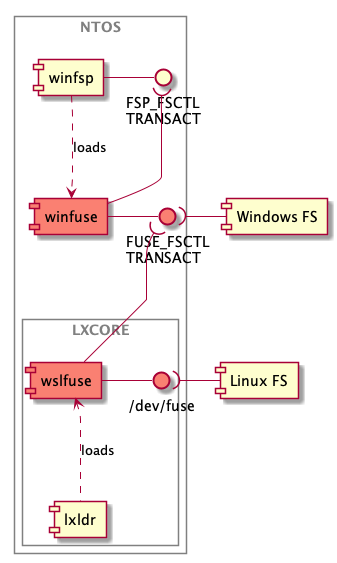 NTOS
winfsp
FSP_FSCTL
TRANSACT
loads
winfuse
Windows FS
FUSE_FSCTL
TRANSACT
LXCORE
wslfuse
Linux FS
/dev/fuse
loads
lxldr